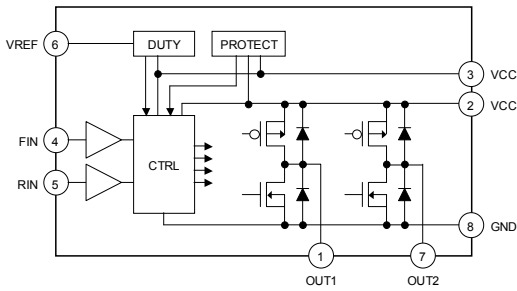 VREF 6 DUTY PROTECT
3 VCC
2 VCC
FIN 4
CTRL
RIN 5
8 GND
1 7
OUT1 OUT2